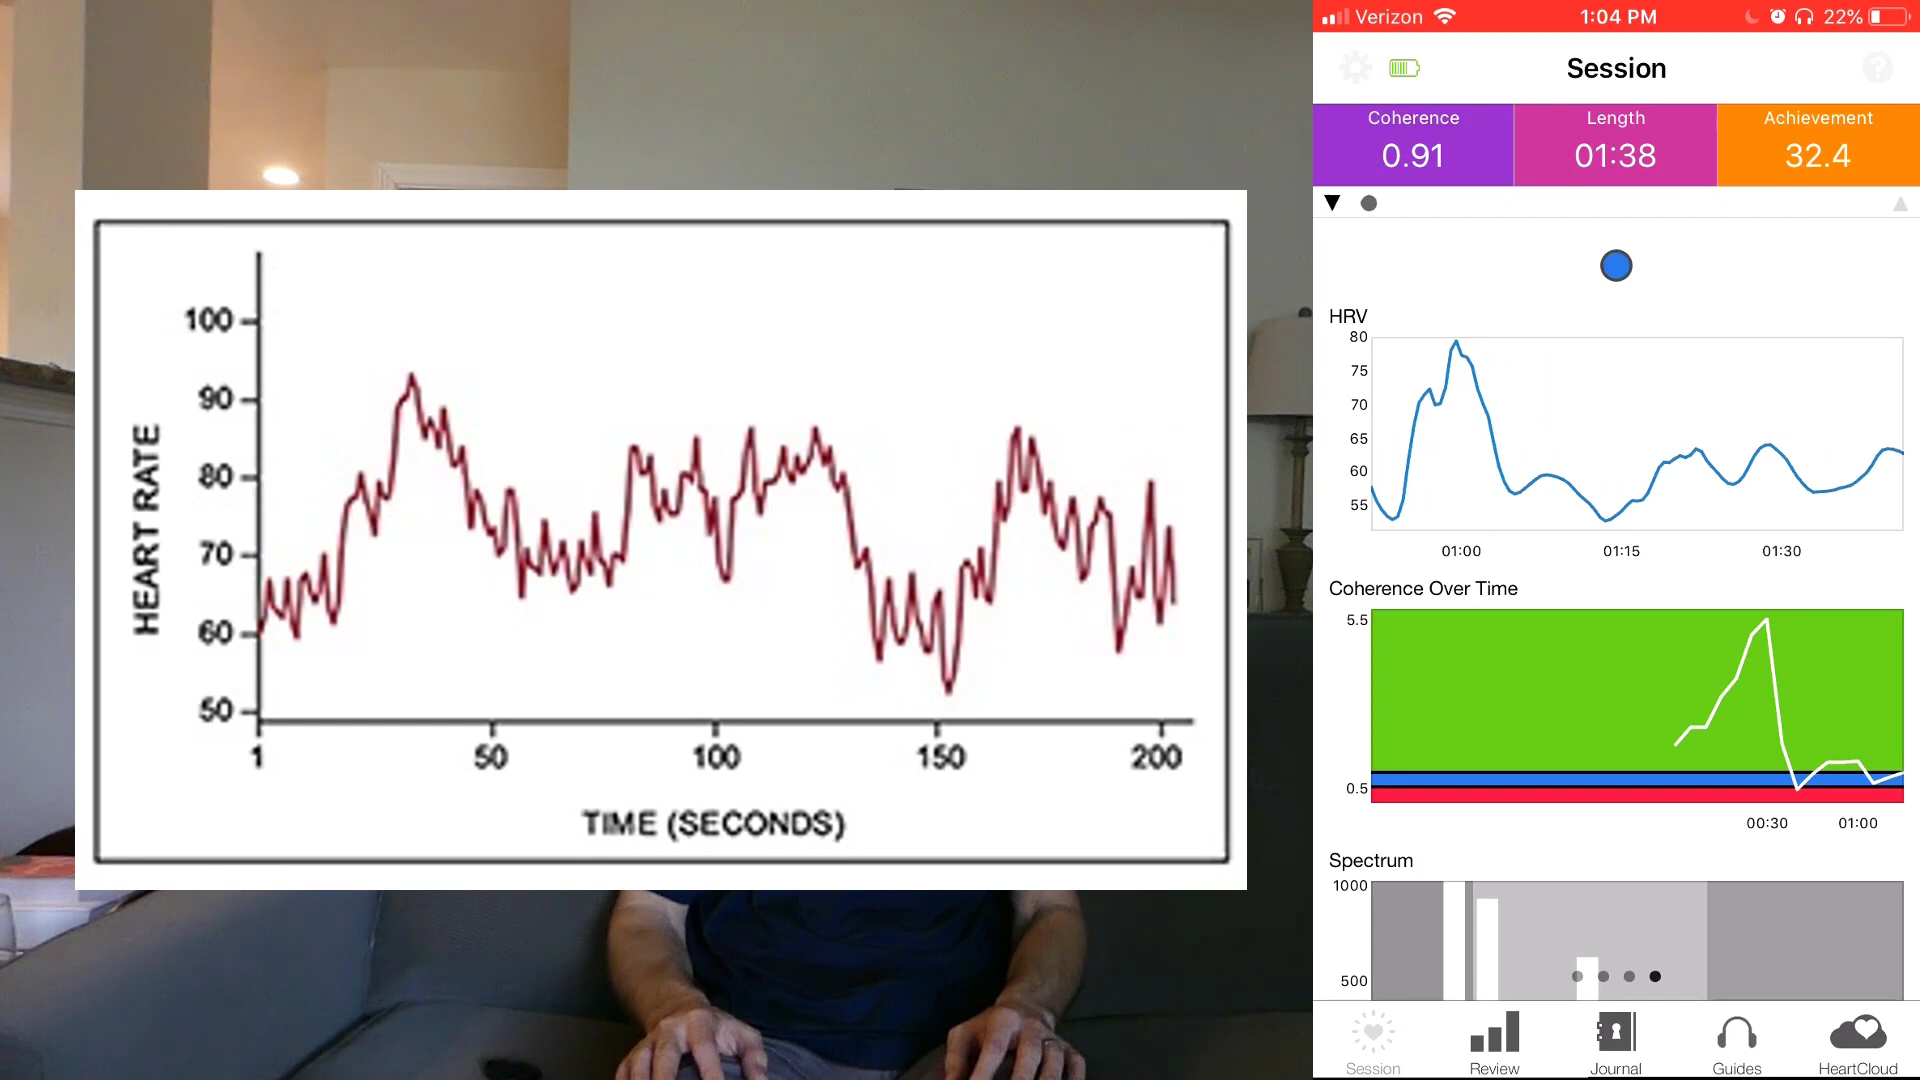 100
90
80
70
60
50
HEART RATE
1 50 100 150 200
TIME (SECONDS)
Verizon 1:04 PM 22%
Session ?
Coherence Length Achievement
0.91 01:38 32.4
HRV
80
75
70
65
60
55
01:00 01:15 01:30
Coherence Over Time
5.5
0.5
00:30 01:00
Spectrum
1000
500
Session Review Journal Guides HeartCloud